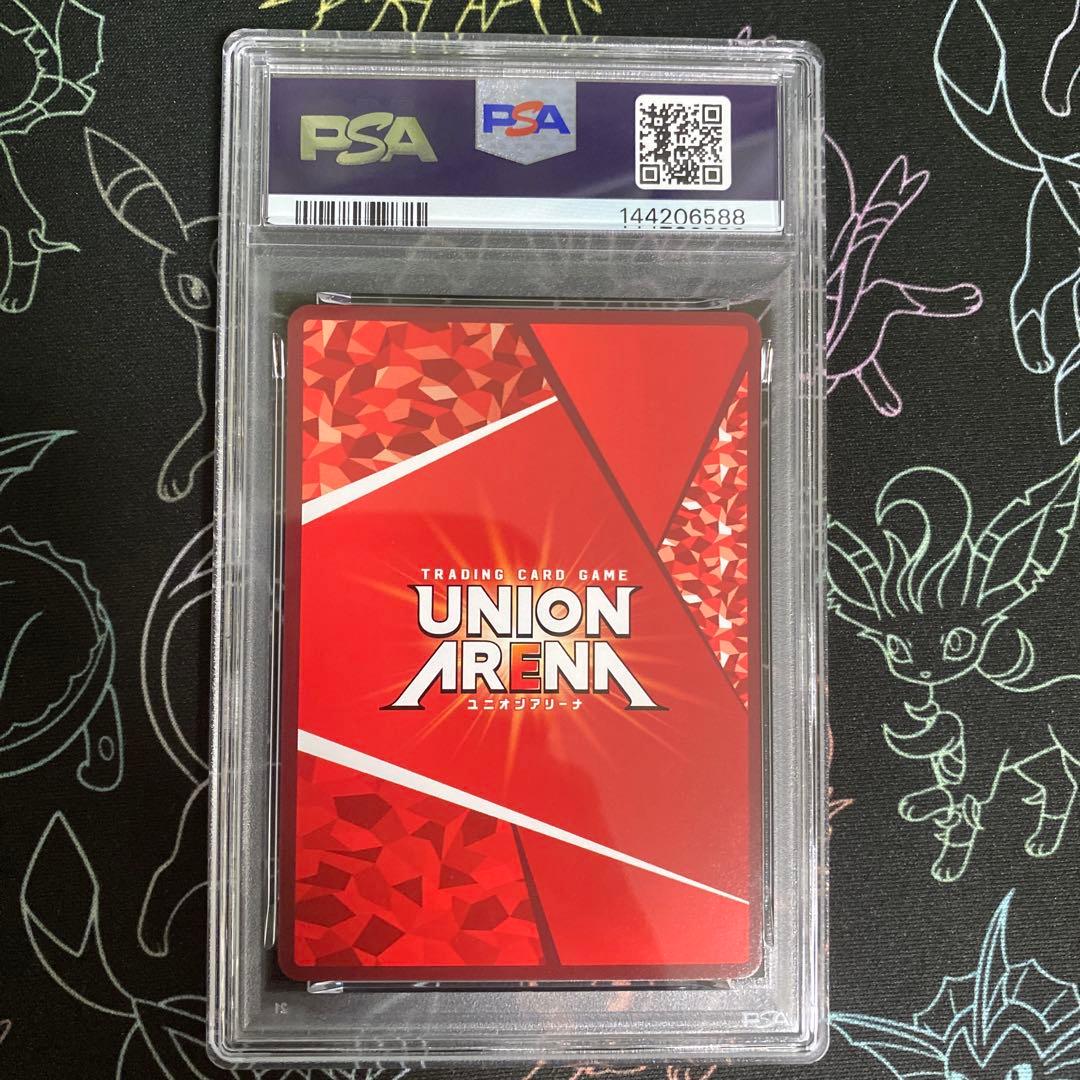 PSA
PSA
144206588
TRADING CARD GAME
UNION
ARENA
ユニオンアリーナ
PSA